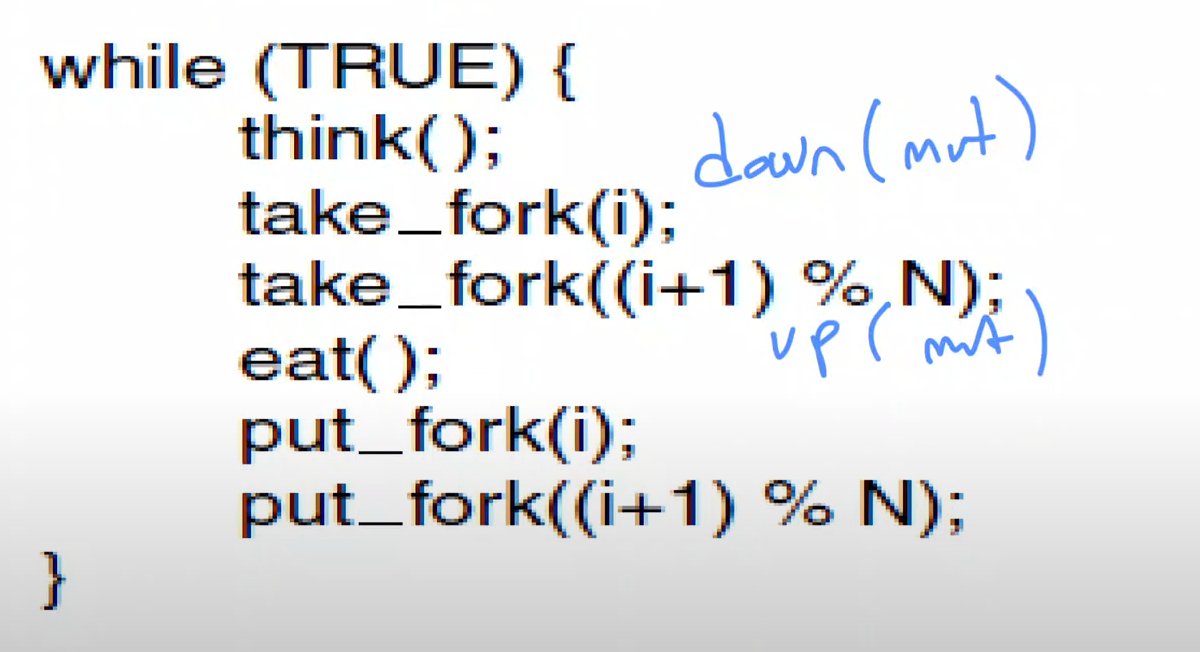 while (TRUE) {
think( );
down (mut)
take_fork(i);
take_fork((i+1) % N);
up ( mut )
eat( );
put_fork(i);
put_fork((i+1) % N);
}